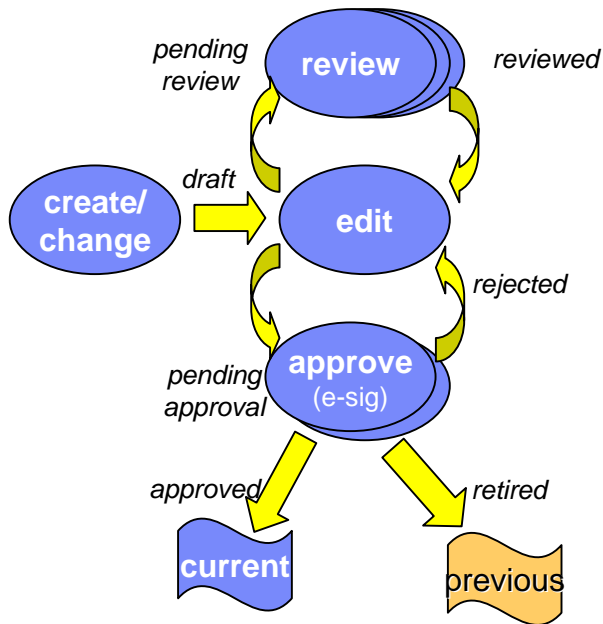 pending
review
review
reviewed
draft
create/
change
edit
rejected
approve
(e-sig)
pending
approval
approved
retired
current
previous